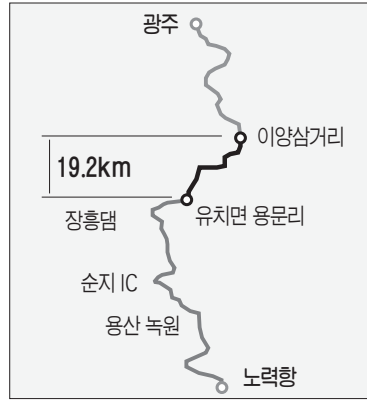 광주
이양삼거리
19.2km
유치면 용문리
장흥댐
순지 IC
용산 녹원
노력항